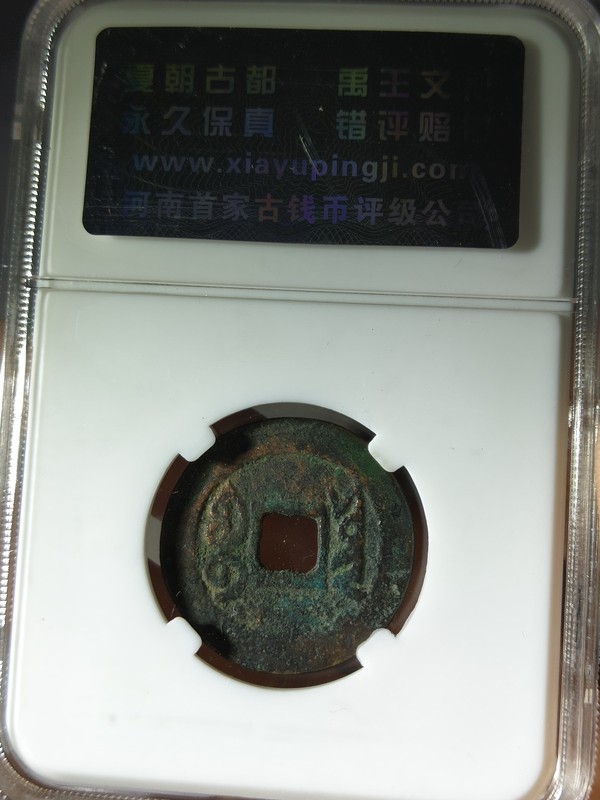 夏朝古都 禹王文
永久保真 错评赔
www.xiayupingji.com
河南首家古钱币评级公司